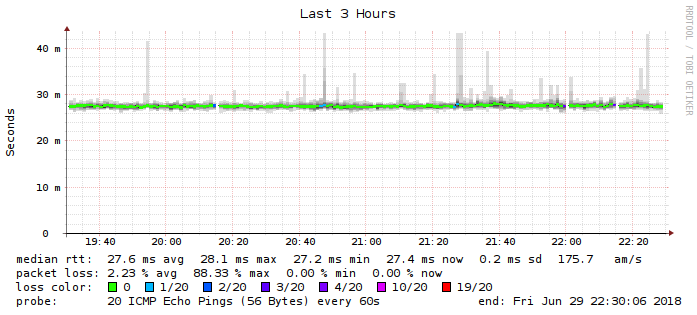 Last 3 Hours
RRDTOOL / TOBI OETIKER
Seconds
40 m
30 m
20 m
10 m
0
19:40 20:00 20:20 20:40 21:00 21:20 21:40 22:00 22:20
median rtt: 27.6 ms avg 28.1 ms max 27.2 ms min 27.4 ms now 0.2 ms sd 175.7 am/s
packet loss: 2.23 % avg 88.33 % max 0.00 % min 0.00 % now
loss color: 0 1/20 2/20 3/20 4/20 10/20 19/20
probe: 20 ICMP Echo Pings (56 Bytes) every 60s end: Fri Jun 29 22:30:06 2018